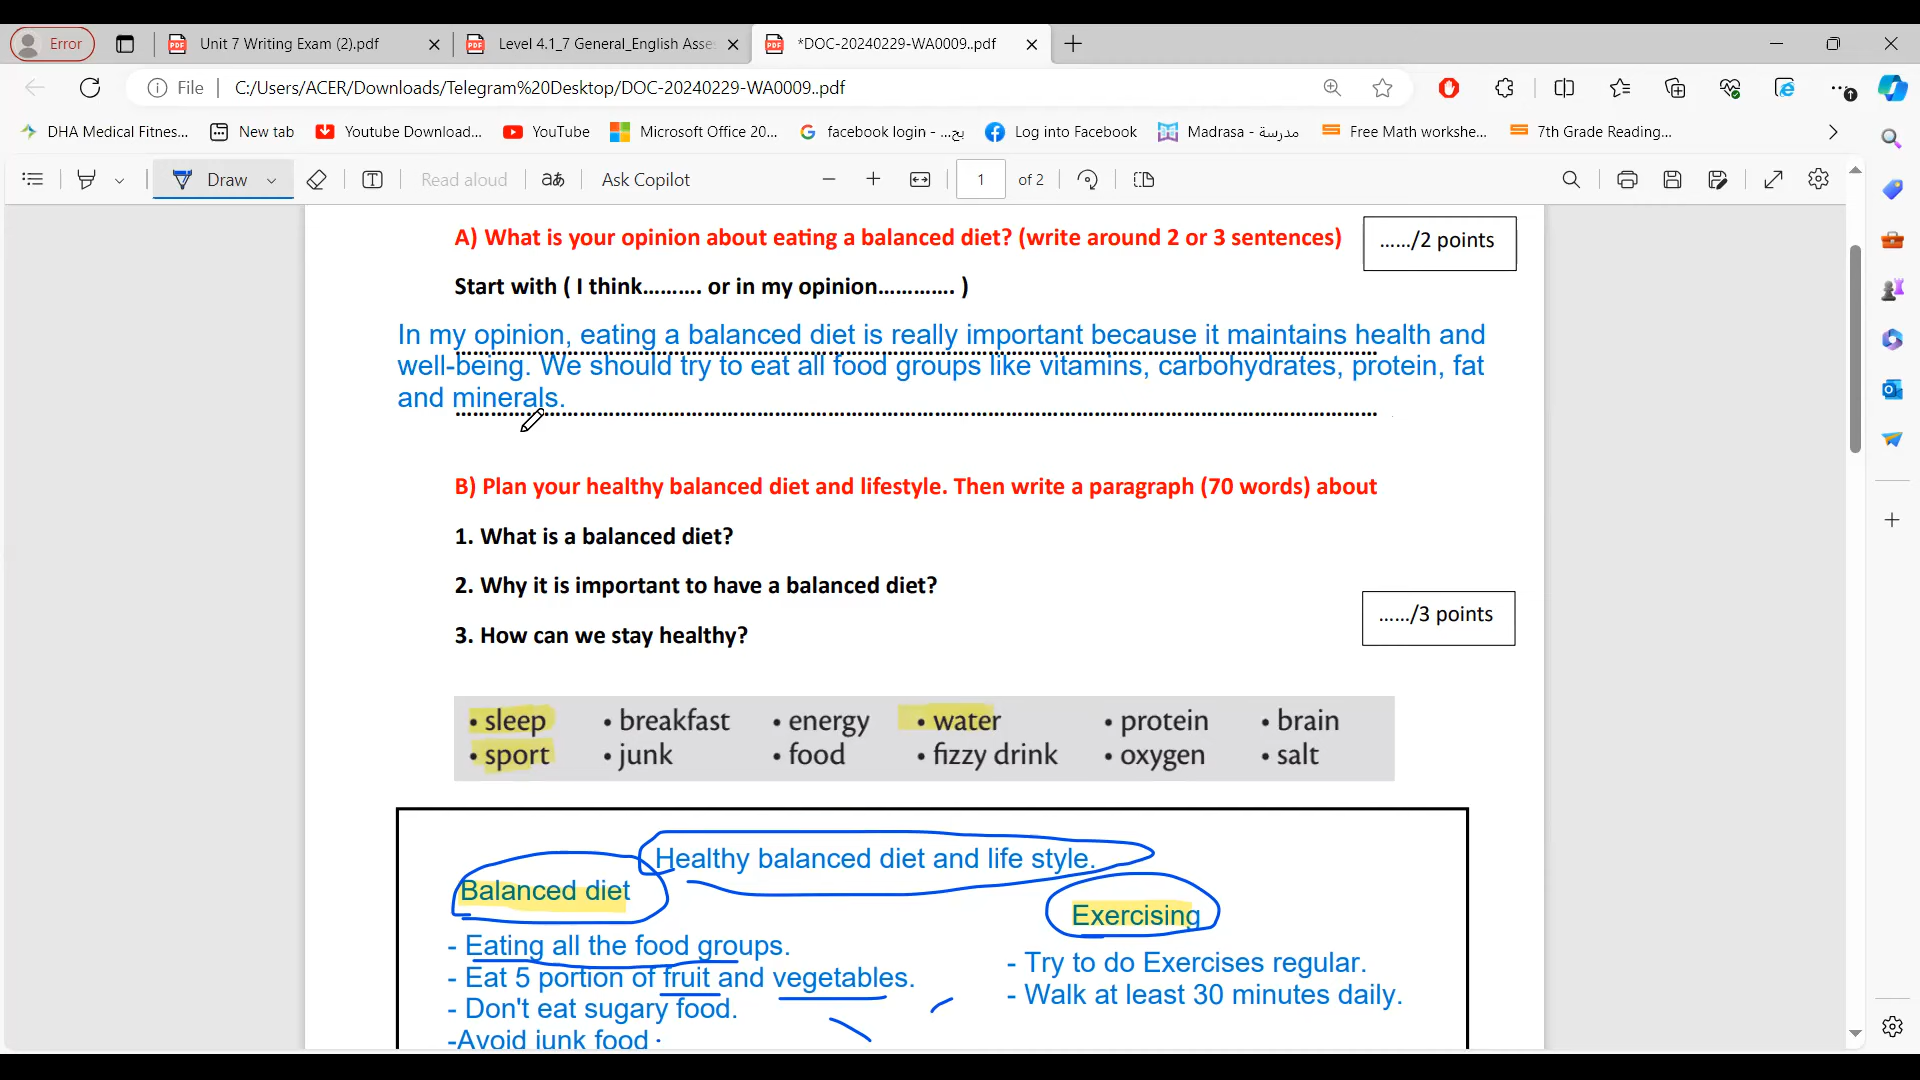 Error
Unit 7 Writing Exam (2).pdf
Level 4.1_7 General_English Asse
*DOC-20240229-WA0009..pdf
File
C:/Users/ACER/Downloads/Telegram%20Desktop/DOC-20240229-WA0009..pdf
DHA Medical Fitnes...
New tab
Youtube Download...
YouTube
Microsoft Office 20...
facebook login - ...بح
Log into Facebook
Madrasa - مدرسة
Free Math workshe...
7th Grade Reading...
Draw
Read aloud
aあ
Ask Copilot
1
of 2
A) What is your opinion about eating a balanced diet? (write around 2 or 3 sentences)
....../2 points
Start with ( I think.......... or in my opinion............. )
In my opinion, eating a balanced diet is really important because it maintains health and
well-being. We should try to eat all food groups like vitamins, carbohydrates, protein, fat
and minerals.
B) Plan your healthy balanced diet and lifestyle. Then write a paragraph (70 words) about
1. What is a balanced diet?
2. Why it is important to have a balanced diet?
....../3 points
3. How can we stay healthy?
• sleep • breakfast • energy • water • protein • brain
• sport • junk • food • fizzy drink • oxygen • salt
Healthy balanced diet and life style.
Balanced diet
Exercising
- Eating all the food groups.
- Try to do Exercises regular.
- Eat 5 portion of fruit and vegetables.
- Walk at least 30 minutes daily.
- Don't eat sugary food.
-Avoid junk food